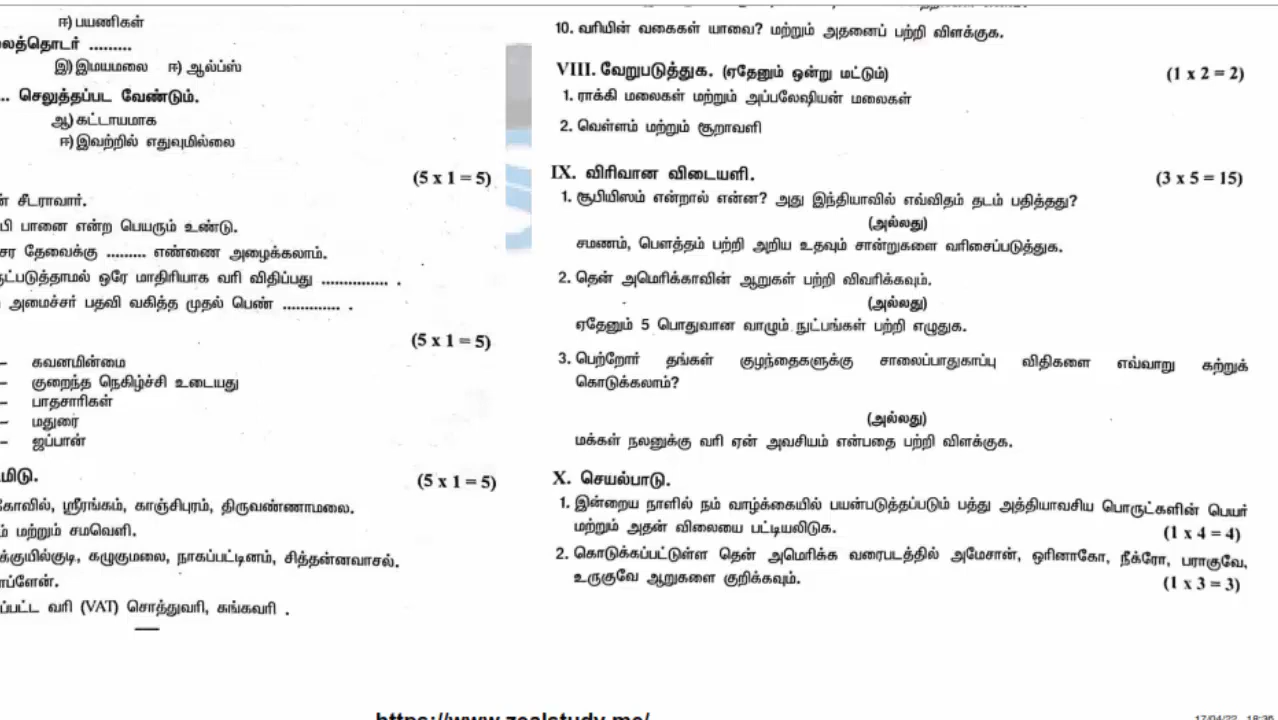 ஈ) பயணிகள்
லைத்தொடர் .........
இ) இமயமலை ஈ) ஆல்ப்ஸ்
... செலுத்தப்பட வேண்டும்.
ஆ) கட்டாயமாக
ஈ) இவற்றில் எதுவுமில்லை
(5 x 1 = 5)
ன் சீடராவார்.
பி பானை என்ற பெயரும் உண்டு.
சர தேவைக்கு ......... எண்ணை அழைக்கலாம்.
ருட்படுத்தாமல் ஒரே மாதிரியாக வரி விதிப்பது ............... .
அமைச்சர் பதவி வகித்த முதல் பெண் ............. .
(5 x 1 = 5)
– கவனமின்மை
– குறைந்த நெகிழ்ச்சி உடையது
– பாதசாரிகள்
– மதுரை
– ஜப்பான்
மிடு.
(5 x 1 = 5)
கோவில், ஸ்ரீரங்கம், காஞ்சிபுரம், திருவண்ணாமலை.
ம் மற்றும் சமவெளி.
க்குயில்குடி, கழுகுமலை, நாகப்பட்டினம், சித்தன்னவாசல்.
ாப்ளேன்.
ப்பட்ட வரி (VAT) சொத்துவரி, சுங்கவரி .
10. வரியின் வகைகள் யாவை? மற்றும் அதனைப் பற்றி விளக்குக.
VIII. வேறுபடுத்துக. (ஏதேனும் ஒன்று மட்டும்) (1 x 2 = 2)
1. ராக்கி மலைகள் மற்றும் அப்பலேஷியன் மலைகள்
2. வெள்ளம் மற்றும் சூறாவளி
IX. விரிவான விடையளி. (3 x 5 = 15)
1. சூபியிஸம் என்றால் என்ன? அது இந்தியாவில் எவ்விதம் தடம் பதித்தது?
(அல்லது)
சமணம், பௌத்தம் பற்றி அறிய உதவும் சான்றுகளை வரிசைப்படுத்துக.
2. தென் அமெரிக்காவின் ஆறுகள் பற்றி விவரிக்கவும்.
(அல்லது)
ஏதேனும் 5 பொதுவான வாழும் நுட்பங்கள் பற்றி எழுதுக.
3. பெற்றோர் தங்கள் குழந்தைகளுக்கு சாலைப்பாதுகாப்பு விதிகளை எவ்வாறு கற்றுக்
கொடுக்கலாம்?
(அல்லது)
மக்கள் நலனுக்கு வரி ஏன் அவசியம் என்பதை பற்றி விளக்குக.
X. செயல்பாடு.
1. இன்றைய நாளில் நம் வாழ்க்கையில் பயன்படுத்தப்படும் பத்து அத்தியாவசிய பொருட்களின் பெயர்
மற்றும் அதன் விலையை பட்டியலிடுக. (1 x 4 = 4)
2. கொடுக்கப்பட்டுள்ள தென் அமெரிக்க வரைபடத்தில் அமேசான், ஒரினாகோ, நீக்ரோ, பராகுவே,
உருகுவே ஆறுகளை குறிக்கவும். (1 x 3 = 3)
https://www.zealstudy.me/
17/04/22 18:36